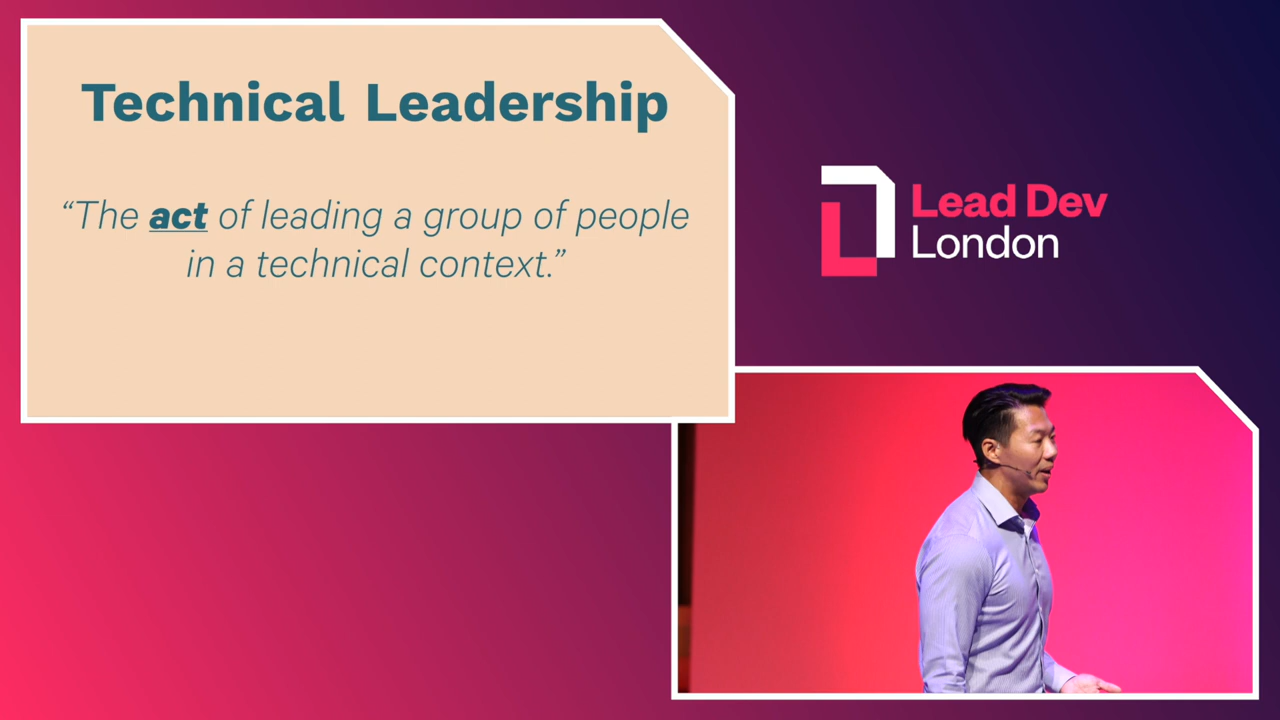 Technical Leadership
“The act of leading a group of people
in a technical context.”
Lead Dev
London